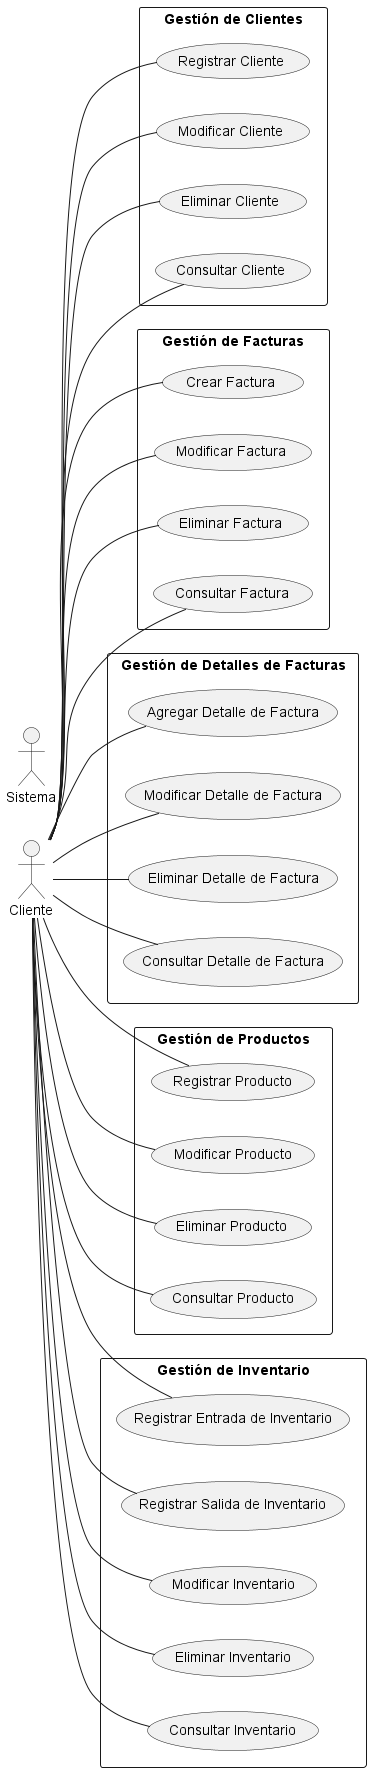 Gestión de Clientes
Registrar Cliente
Modificar Cliente
Eliminar Cliente
Consultar Cliente
Gestión de Facturas
Crear Factura
Modificar Factura
Eliminar Factura
Consultar Factura
Gestión de Detalles de Facturas
Agregar Detalle de Factura
Sistema
Modificar Detalle de Factura
Eliminar Detalle de Factura
Cliente
Consultar Detalle de Factura
Gestión de Productos
Registrar Producto
Modificar Producto
Eliminar Producto
Consultar Producto
Gestión de Inventario
Registrar Entrada de Inventario
Registrar Salida de Inventario
Modificar Inventario
Eliminar Inventario
Consultar Inventario